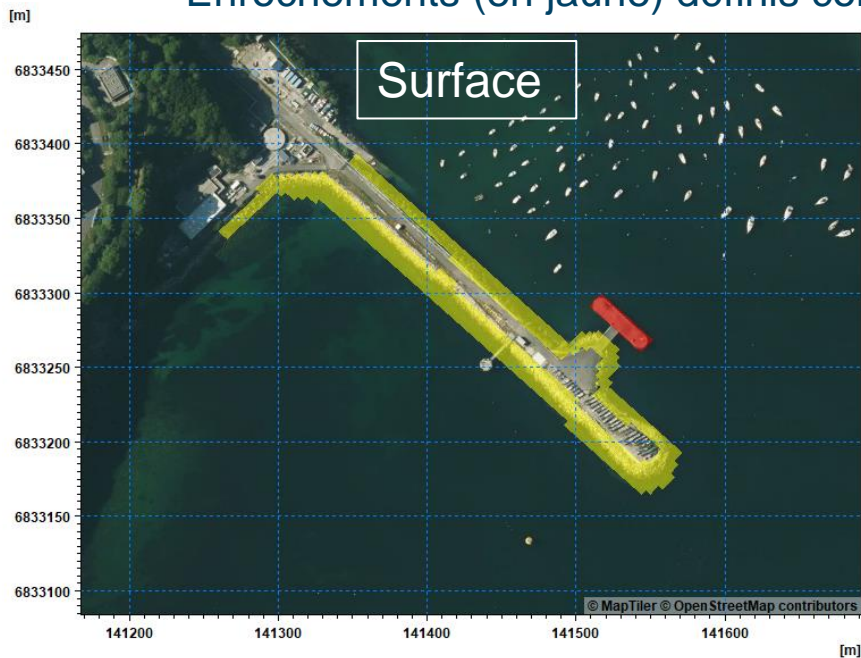 Enrochements (en jaune) définis co
[m]
Surface
6833450
6833400
6833350
6833300
6833250
6833200
6833150
6833100
© MapTiler © OpenStreetMap contributors
141200 141300 141400 141500 141600
[m]